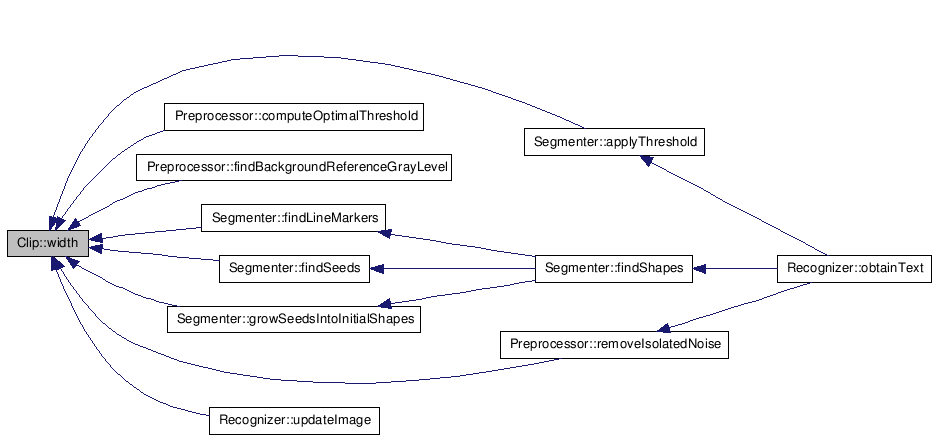 Preprocessor::computeOptimalThreshold
Segmenter::applyThreshold
Preprocessor::findBackgroundReferenceGrayLevel
Segmenter::findLineMarkers
Clip::width
Segmenter::findSeeds
Segmenter::findShapes
Recognizer::obtainText
Segmenter::growSeedsIntoInitialShapes
Preprocessor::removeIsolatedNoise
Recognizer::updateImage